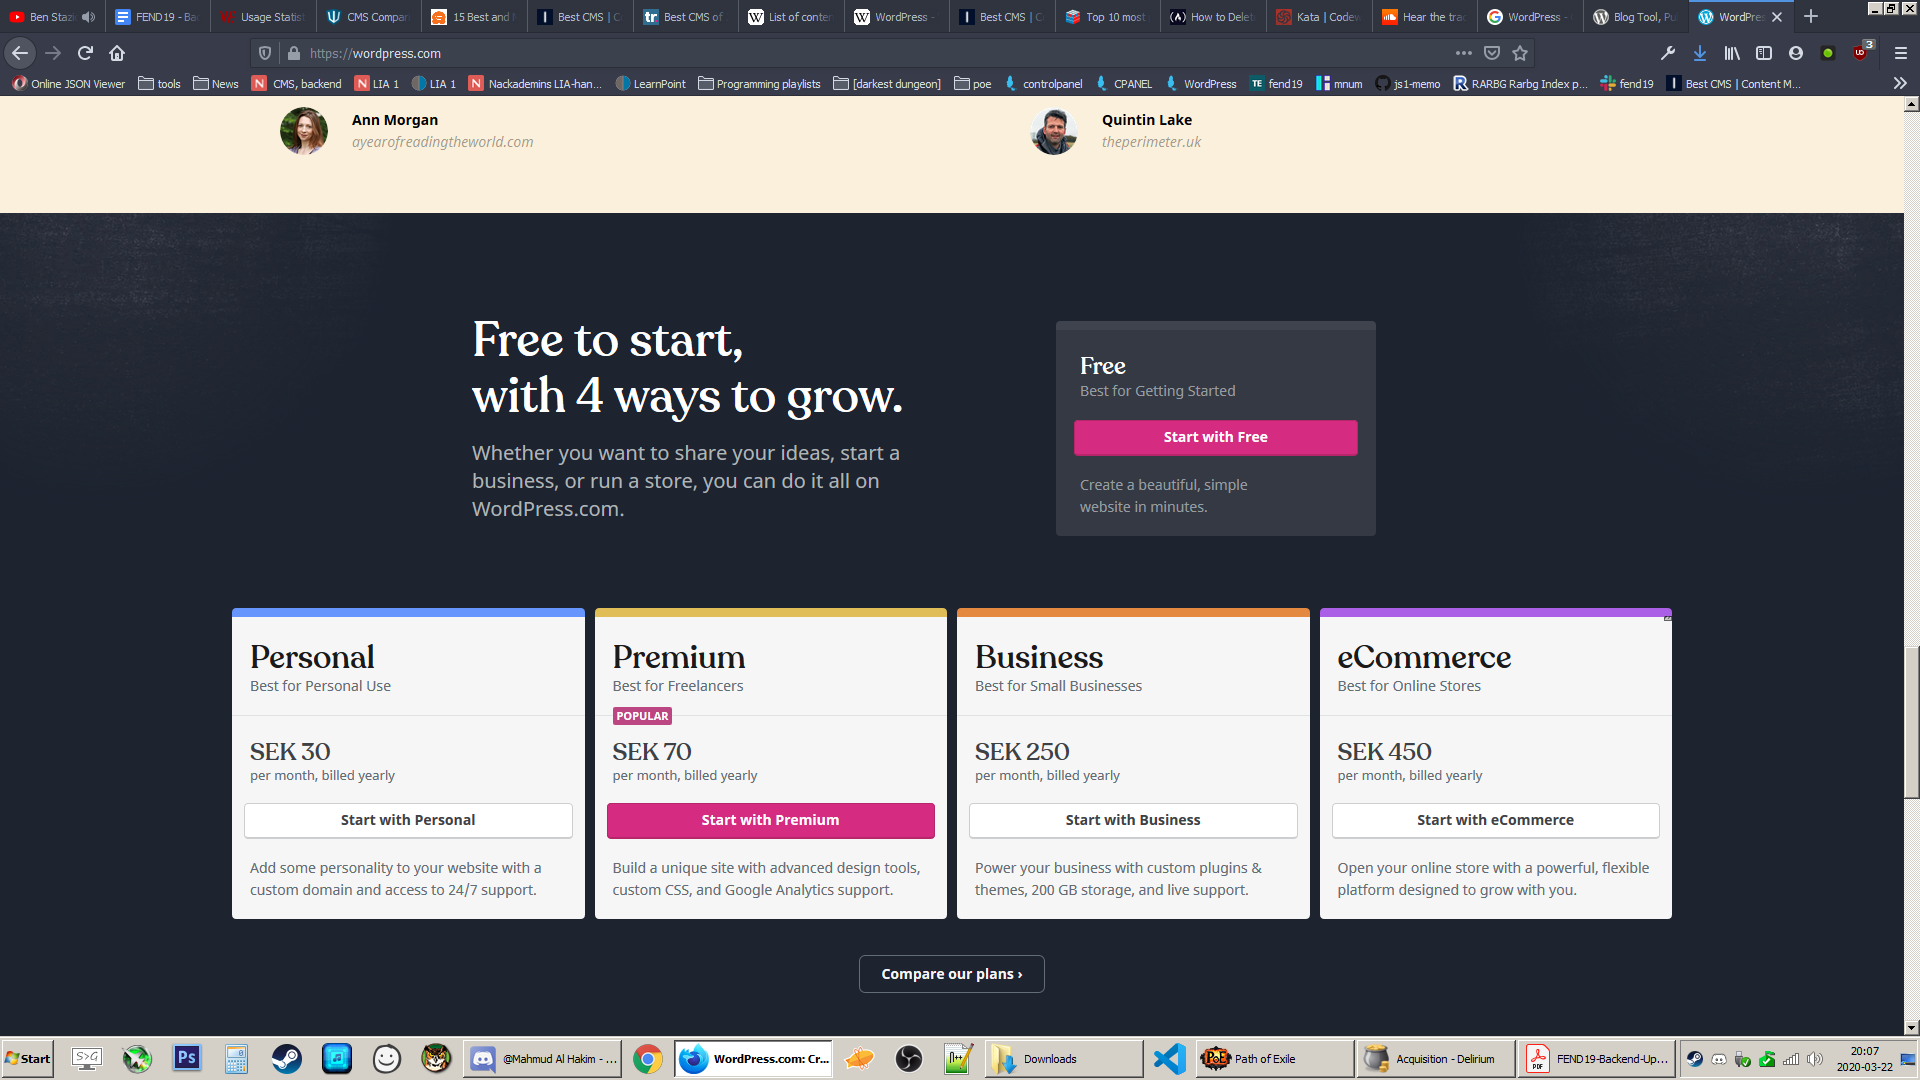 Ben Stazi
FEND19 - Ba
Usage Statis
CMS Compar
15 Best and
Best CMS | C
Best CMS of
List of conten
WordPress -
Best CMS | C
Top 10 most
How to Delet
Kata | Codew
Hear the trac
WordPress -
Blog Tool, Pu
WordPres
https://wordpress.com
3
Online JSON Viewer
tools
News
CMS, backend
LIA 1
LIA 1
Nackademins LIA-han...
LearnPoint
Programming playlists
[darkest dungeon]
poe
controlpanel
CPANEL
WordPress
fend19
mnum
js1-memo
RARBG Rarbg Index p...
fend19
Best CMS | Content M...
Ann Morgan
ayearofreadingtheworld.com
Quintin Lake
theperimeter.uk
Free to start,
with 4 ways to grow.
Whether you want to share your ideas, start a
business, or run a store, you can do it all on
WordPress.com.
Free
Best for Getting Started
Start with Free
Create a beautiful, simple
website in minutes.
Personal
Best for Personal Use
SEK 30
per month, billed yearly
Start with Personal
Add some personality to your website with a
custom domain and access to 24/7 support.
Premium
Best for Freelancers
POPULAR
SEK 70
per month, billed yearly
Start with Premium
Build a unique site with advanced design tools,
custom CSS, and Google Analytics support.
Business
Best for Small Businesses
SEK 250
per month, billed yearly
Start with Business
Power your business with custom plugins &
themes, 200 GB storage, and live support.
eCommerce
Best for Online Stores
SEK 450
per month, billed yearly
Start with eCommerce
Open your online store with a powerful, flexible
platform designed to grow with you.
Compare our plans ›
Start
S>G
Ps
@Mahmud Al Hakim - ...
WordPress.com: Cr...
Downloads
Path of Exile
Acquisition - Delirium
FEND19-Backend-Up...
20:07
2020-03-22